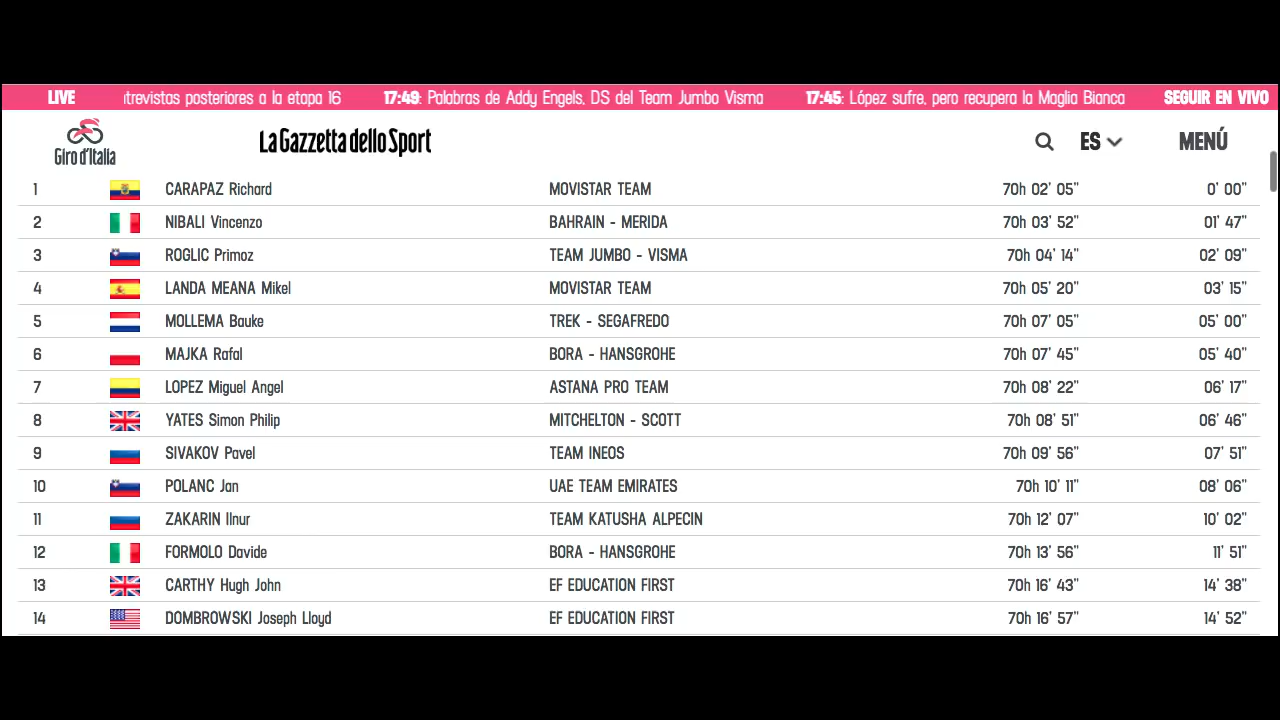 LIVE trevistas posteriores a la etapa 16 17:49: Palabras de Addy Engels, DS del Team Jumbo Visma 17:45: López sufre, pero recupera la Maglia Bianca SEGUIR EN VIVO
Giro d'Italia La Gazzetta dello Sport ES MENÚ
1 CARAPAZ Richard MOVISTAR TEAM 70h 02' 05" 0' 00"
2 NIBALI Vincenzo BAHRAIN - MERIDA 70h 03' 52" 01' 47"
3 ROGLIC Primoz TEAM JUMBO - VISMA 70h 04' 14" 02' 09"
4 LANDA MEANA Mikel MOVISTAR TEAM 70h 05' 20" 03' 15"
5 MOLLEMA Bauke TREK - SEGAFREDO 70h 07' 05" 05' 00"
6 MAJKA Rafal BORA - HANSGROHE 70h 07' 45" 05' 40"
7 LOPEZ Miguel Angel ASTANA PRO TEAM 70h 08' 22" 06' 17"
8 YATES Simon Philip MITCHELTON - SCOTT 70h 08' 51" 06' 46"
9 SIVAKOV Pavel TEAM INEOS 70h 09' 56" 07' 51"
10 POLANC Jan UAE TEAM EMIRATES 70h 10' 11" 08' 06"
11 ZAKARIN Ilnur TEAM KATUSHA ALPECIN 70h 12' 07" 10' 02"
12 FORMOLO Davide BORA - HANSGROHE 70h 13' 56" 11' 51"
13 CARTHY Hugh John EF EDUCATION FIRST 70h 16' 43" 14' 38"
14 DOMBROWSKI Joseph Lloyd EF EDUCATION FIRST 70h 16' 57" 14' 52"